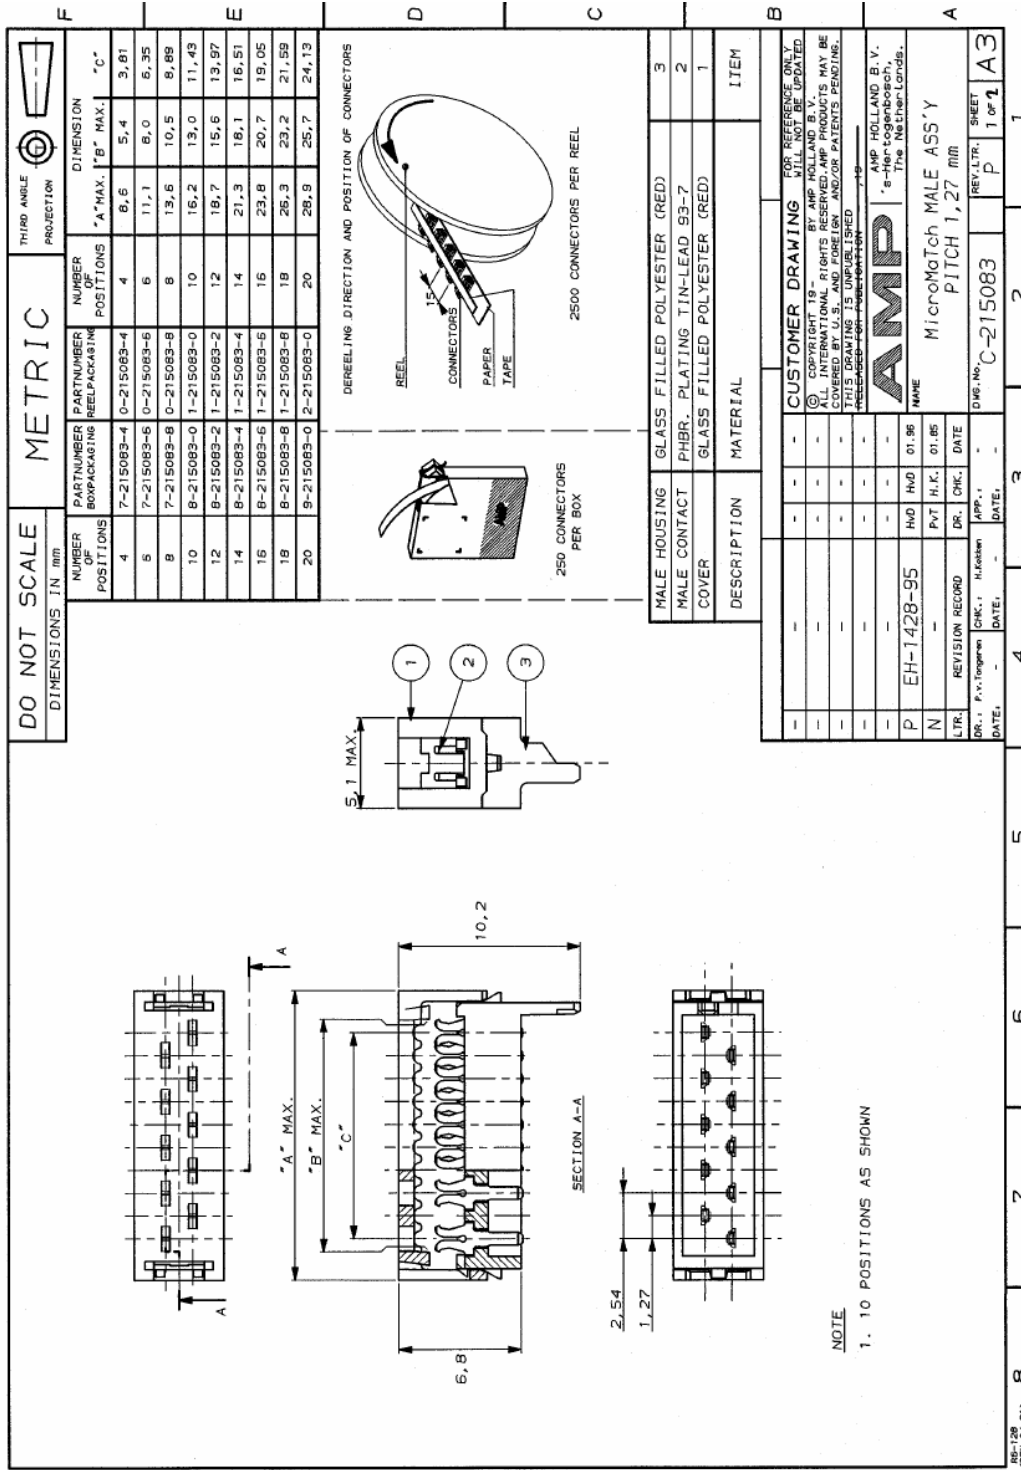 DO NOT SCALE
DIMENSIONS IN mm
METRIC
THIRD ANGLE
PROJECTION
NUMBER OF POSITIONS PARTNUMBER BOXPACKAGING PARTNUMBER REELPACKAGING NUMBER OF POSITIONS DIMENSION
"A"MAX. "B" MAX. "C"
4 7-215083-4 0-215083-4 4 8,6 5,4 3,81
6 7-215083-6 0-215083-6 6 11,1 8,0 6,35
8 7-215083-8 0-215083-8 8 13,6 10,5 8,89
10 8-215083-0 1-215083-0 10 16,2 13,0 11,43
12 8-215083-2 1-215083-2 12 18,7 15,6 13,97
14 8-215083-4 1-215083-4 14 21,3 18,1 16,51
16 8-215083-6 1-215083-6 16 23,8 20,7 19,05
18 8-215083-8 1-215083-8 18 26,3 23,2 21,59
20 9-215083-0 2-215083-0 20 28,9 25,7 24,13
DEREELING DIRECTION AND POSITION OF CONNECTORS
REEL
15
CONNECTORS
PAPER
TAPE
2500 CONNECTORS PER REEL
AMP
250 CONNECTORS
PER BOX
A
A
"A" MAX.
"B" MAX.
"C"
10,2
6,8
SECTION A-A
5,1 MAX.
1
2
3
2,54
1,27
NOTE
1. 10 POSITIONS AS SHOWN
MALE HOUSING GLASS FILLED POLYESTER (RED) 3
MALE CONTACT PHBR. PLATING TIN-LEAD 93-7 2
COVER GLASS FILLED POLYESTER (RED) 1
DESCRIPTION MATERIAL ITEM
CUSTOMER DRAWING FOR REFERENCE ONLY
WILL NOT BE UPDATED
© COPYRIGHT 19 - BY AMP HOLLAND B.V.
ALL INTERNATIONAL RIGHTS RESERVED.AMP PRODUCTS MAY BE
COVERED BY U.S. AND FOREIGN AND/OR PATENTS PENDING.
THIS DRAWING IS UNPUBLISHED
RELEASED FOR PUBLICATION ,19
AMP
AMP HOLLAND B.V.
's-Hertogenbosch,
The Netherlands.
P EH-1428-95 HvD HvD 01.96
N - PvT H.K. 01.85
LTR. REVISION RECORD DR. CHK. DATE
NAME
MicroMaTch MALE ASS'Y
PITCH 1,27 mm
DR.: P.v.Tongeren CHK.: H.Kokken APP.: -
DATE: - DATE: - DATE: -
DWG.No. C-215083
REV.LTR. P
SHEET 1 OF 2
A3
F E D C B A
8 7 6 5 4 3 2 1